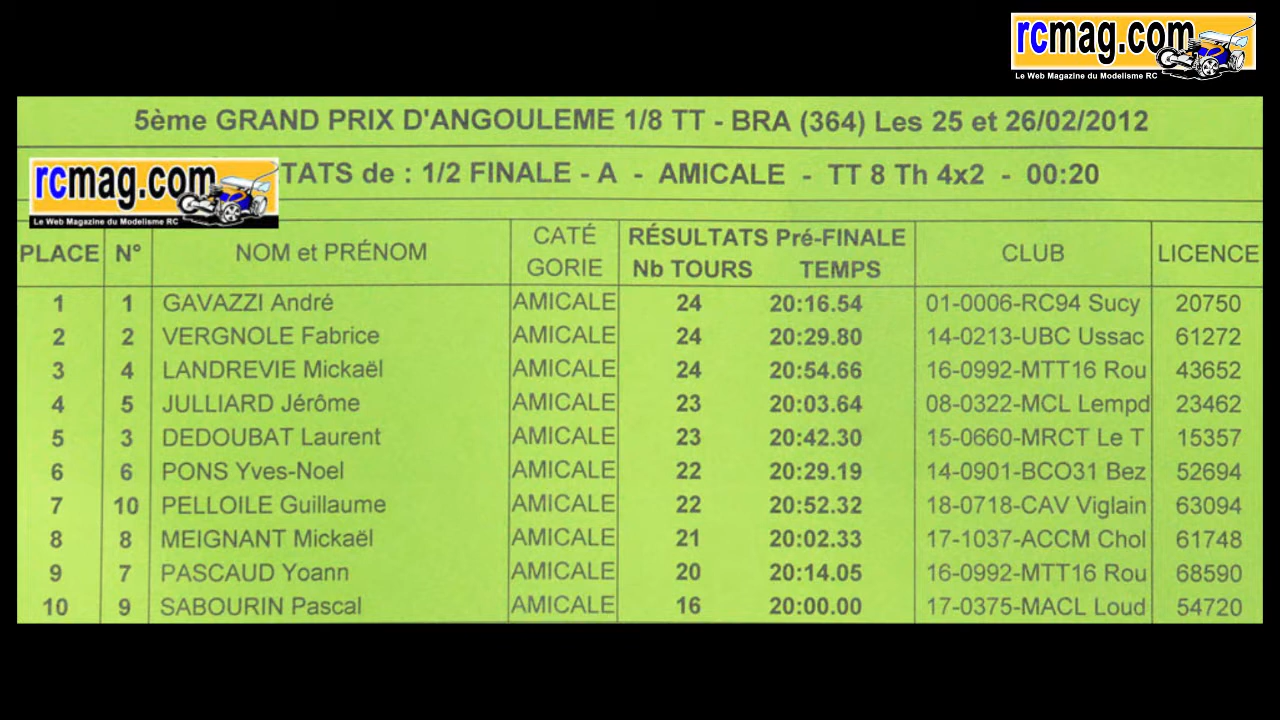 rcmag.com
Le Web Magazine du Modelisme RC
5ème GRAND PRIX D'ANGOULEME 1/8 TT - BRA (364) Les 25 et 26/02/2012
rcmag.com
Le Web Magazine du Modelisme RC
TATS de : 1/2 FINALE - A - AMICALE - TT 8 Th 4x2 - 00:20
PLACE N° NOM et PRÉNOM CATÉ GORIE RÉSULTATS Pré-FINALE Nb TOURS TEMPS CLUB LICENCE
1 1 GAVAZZI André AMICALE 24 20:16.54 01-0006-RC94 Sucy 20750
2 2 VERGNOLE Fabrice AMICALE 24 20:29.80 14-0213-UBC Ussac 61272
3 4 LANDREVIE Mickaël AMICALE 24 20:54.66 16-0992-MTT16 Rou 43652
4 5 JULLIARD Jérôme AMICALE 23 20:03.64 08-0322-MCL Lempd 23462
5 3 DEDOUBAT Laurent AMICALE 23 20:42.30 15-0660-MRCT Le T 15357
6 6 PONS Yves-Noel AMICALE 22 20:29.19 14-0901-BCO31 Bez 52694
7 10 PELLOILE Guillaume AMICALE 22 20:52.32 18-0718-CAV Viglain 63094
8 8 MEIGNANT Mickaël AMICALE 21 20:02.33 17-1037-ACCM Chol 61748
9 7 PASCAUD Yoann AMICALE 20 20:14.05 16-0992-MTT16 Rou 68590
10 9 SABOURIN Pascal AMICALE 16 20:00.00 17-0375-MACL Loud 54720